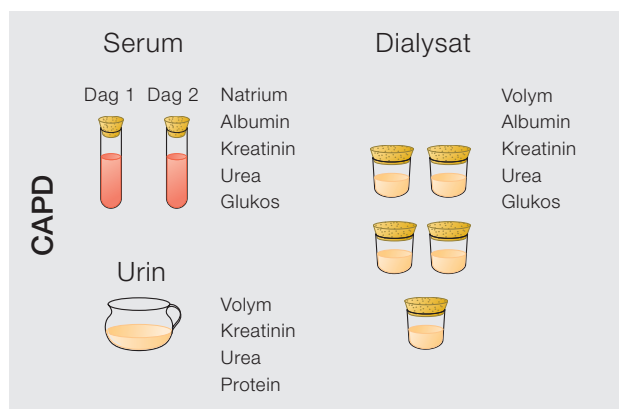 CAPD
Serum
Dag 1 Dag 2
Natrium
Albumin
Kreatinin
Urea
Glukos
Dialysat
Volym
Albumin
Kreatinin
Urea
Glukos
Urin
Volym
Kreatinin
Urea
Protein